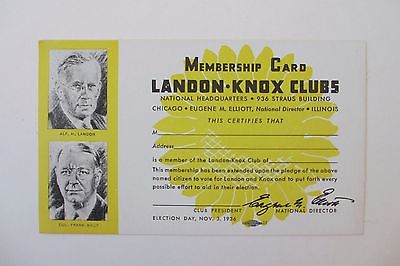 MEMBERSHIP CARD
LANDON·KNOX CLUBS
NATIONAL HEADQUARTERS • 936 STRAUS BUILDING
CHICAGO • EUGENE M. ELLIOTT, National Director • ILLINOIS
THIS CERTIFIES THAT
M
Address
is a member of the Landon-Knox Club of
This membership has been extended upon the pledge of the above
named citizen to vote for Landon and Knox and to put forth every
possible effort to aid in their election.
CLUB PRESIDENT
NATIONAL DIRECTOR
ELECTION DAY, NOV. 3, 1936
ALF. M. LANDON
COL. FRANK KNOX